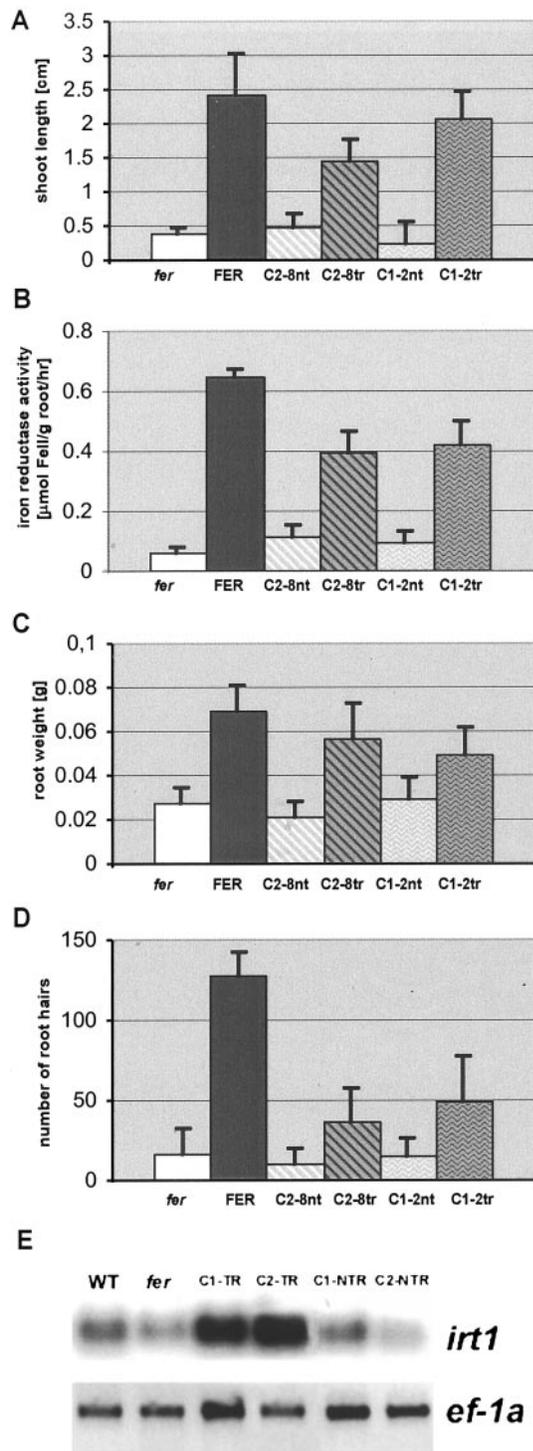 A
shoot length [cm]
3.5
3
2.5
2
1.5
1
0.5
0
fer FER C2-8nt C2-8tr C1-2nt C1-2tr
B
iron reductase activity
[µmol FeII/g root/hr]
0.8
0.6
0.4
0.2
0
fer FER C2-8nt C2-8tr C1-2nt C1-2tr
C
root weight [g]
0,1
0.08
0.06
0.04
0.02
0
fer FER C2-8nt C2-8tr C1-2nt C1-2tr
D
number of root hairs
150
100
50
0
fer FER C2-8nt C2-8tr C1-2nt C1-2tr
E
WT fer C1-TR C2-TR C1-NTR C2-NTR
irt1
ef-1a